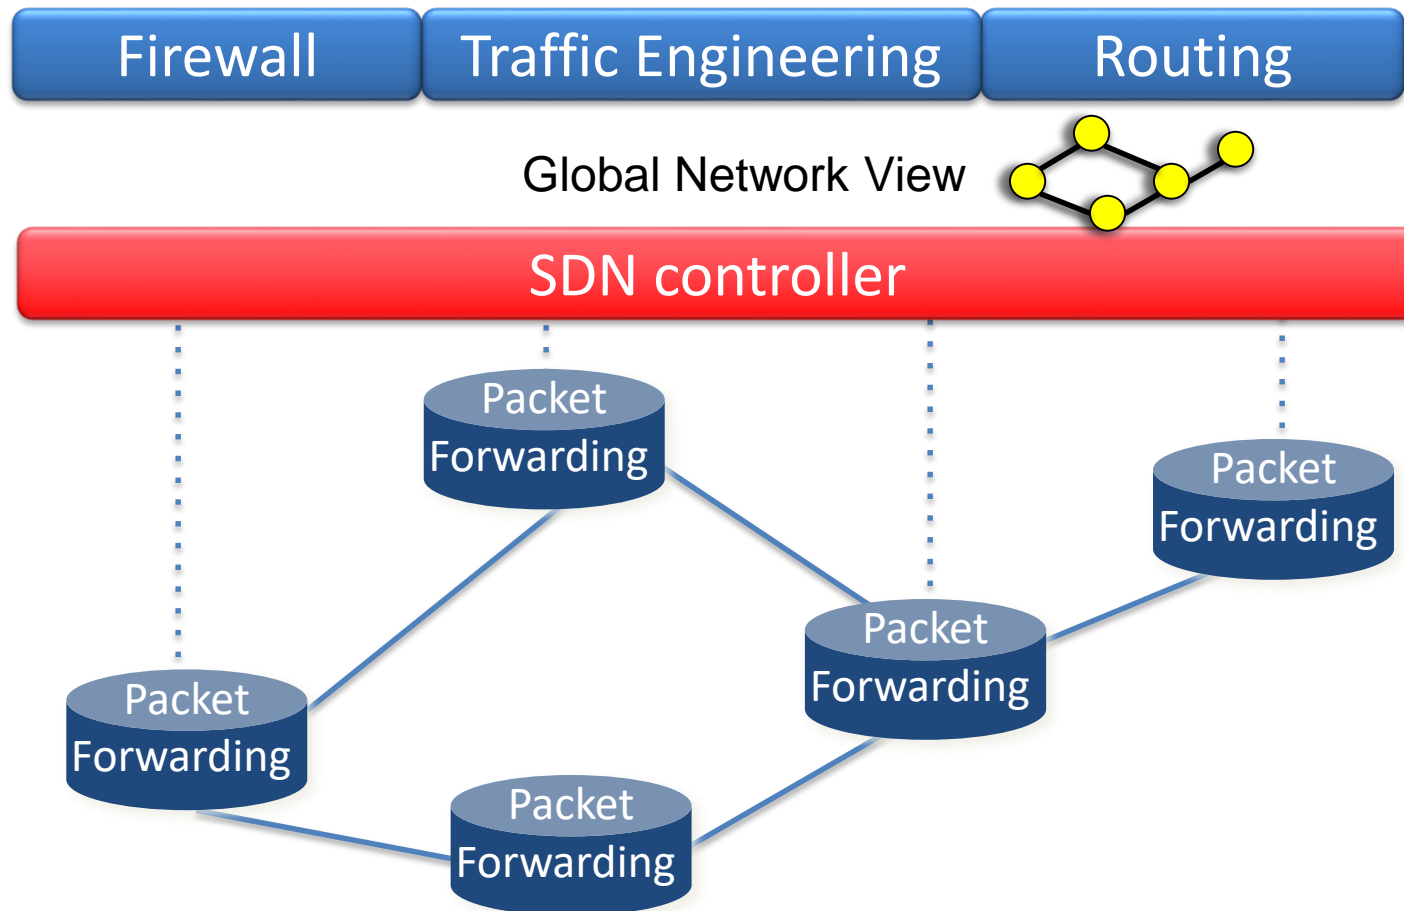 Firewall
Traffic Engineering
Routing
Global Network View
SDN controller
Packet
Forwarding
Packet
Forwarding
Packet
Forwarding
Packet
Forwarding
Packet
Forwarding